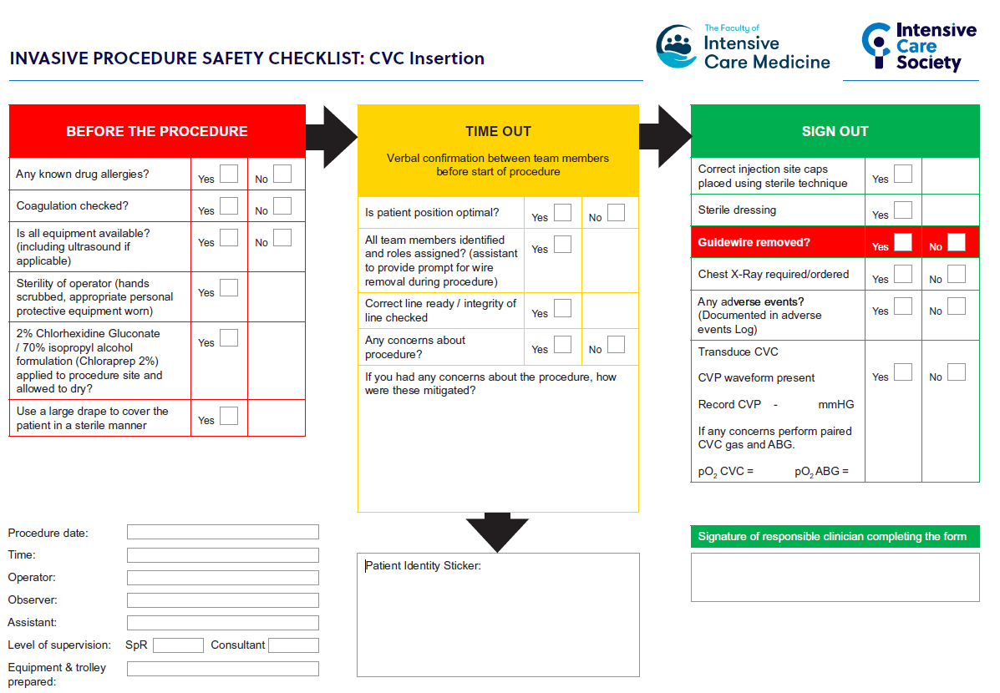 INVASIVE PROCEDURE SAFETY CHECKLIST: CVC Insertion
The Faculty of
Intensive
Care Medicine
Intensive
Care
Society
BEFORE THE PROCEDURE
Any known drug allergies? Yes No
Coagulation checked? Yes No
Is all equipment available? Yes No
(including ultrasound if
applicable)
Sterility of operator (hands
scrubbed, appropriate personal Yes
protective equipment worn)
2% Chlorhexidine Gluconate
/ 70% isopropyl alcohol Yes
formulation (Chloraprep 2%)
applied to procedure site and
allowed to dry?
Use a large drape to cover the
patient in a sterile manner Yes
TIME OUT
Verbal confirmation between team members
before start of procedure
Is patient position optimal? Yes No
All team members identified
and roles assigned? (assistant Yes
to provide prompt for wire
removal during procedure)
Correct line ready / integrity of
line checked Yes
Any concerns about
procedure? Yes No
If you had any concerns about the procedure, how
were these mitigated?
SIGN OUT
Correct injection site caps
placed using sterile technique Yes
Sterile dressing Yes
Guidewire removed? Yes No
Chest X-Ray required/ordered Yes No
Any adverse events?
(Documented in adverse Yes No
events Log)
Transduce CVC
CVP waveform present Yes No
Record CVP - mmHG
If any concerns perform paired
CVC gas and ABG.
pO2 CVC = pO2 ABG =
Procedure date:
Time:
Operator:
Observer:
Assistant:
Level of supervision: SpR Consultant
Equipment & trolley
prepared:
Patient Identity Sticker:
Signature of responsible clinician completing the form